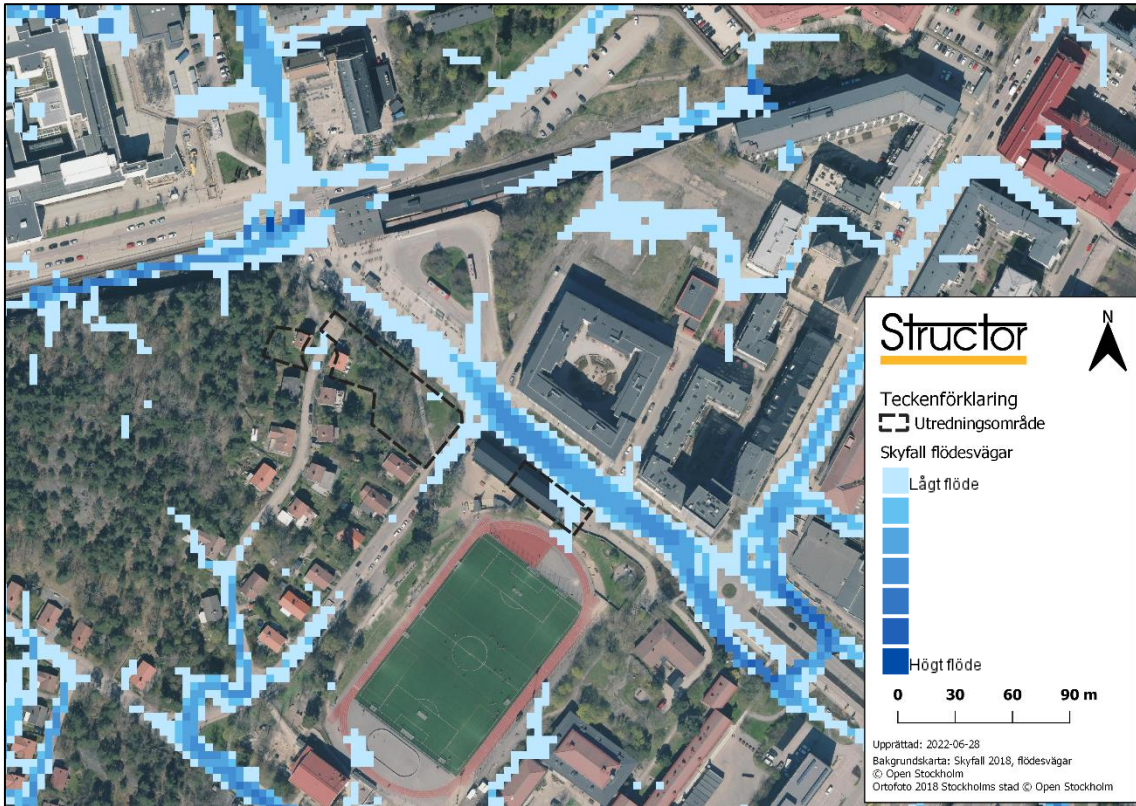 Structor
N
Teckenförklaring
Utredningsområde
Skyfall flödesvägar
Lågt flöde
Högt flöde
0 30 60 90 m
Upprättad: 2022-06-28
Bakgrundskarta: Skyfall 2018, flödesvägar
© Open Stockholm
Ortofoto 2018 Stockholms stad © Open Stockholm